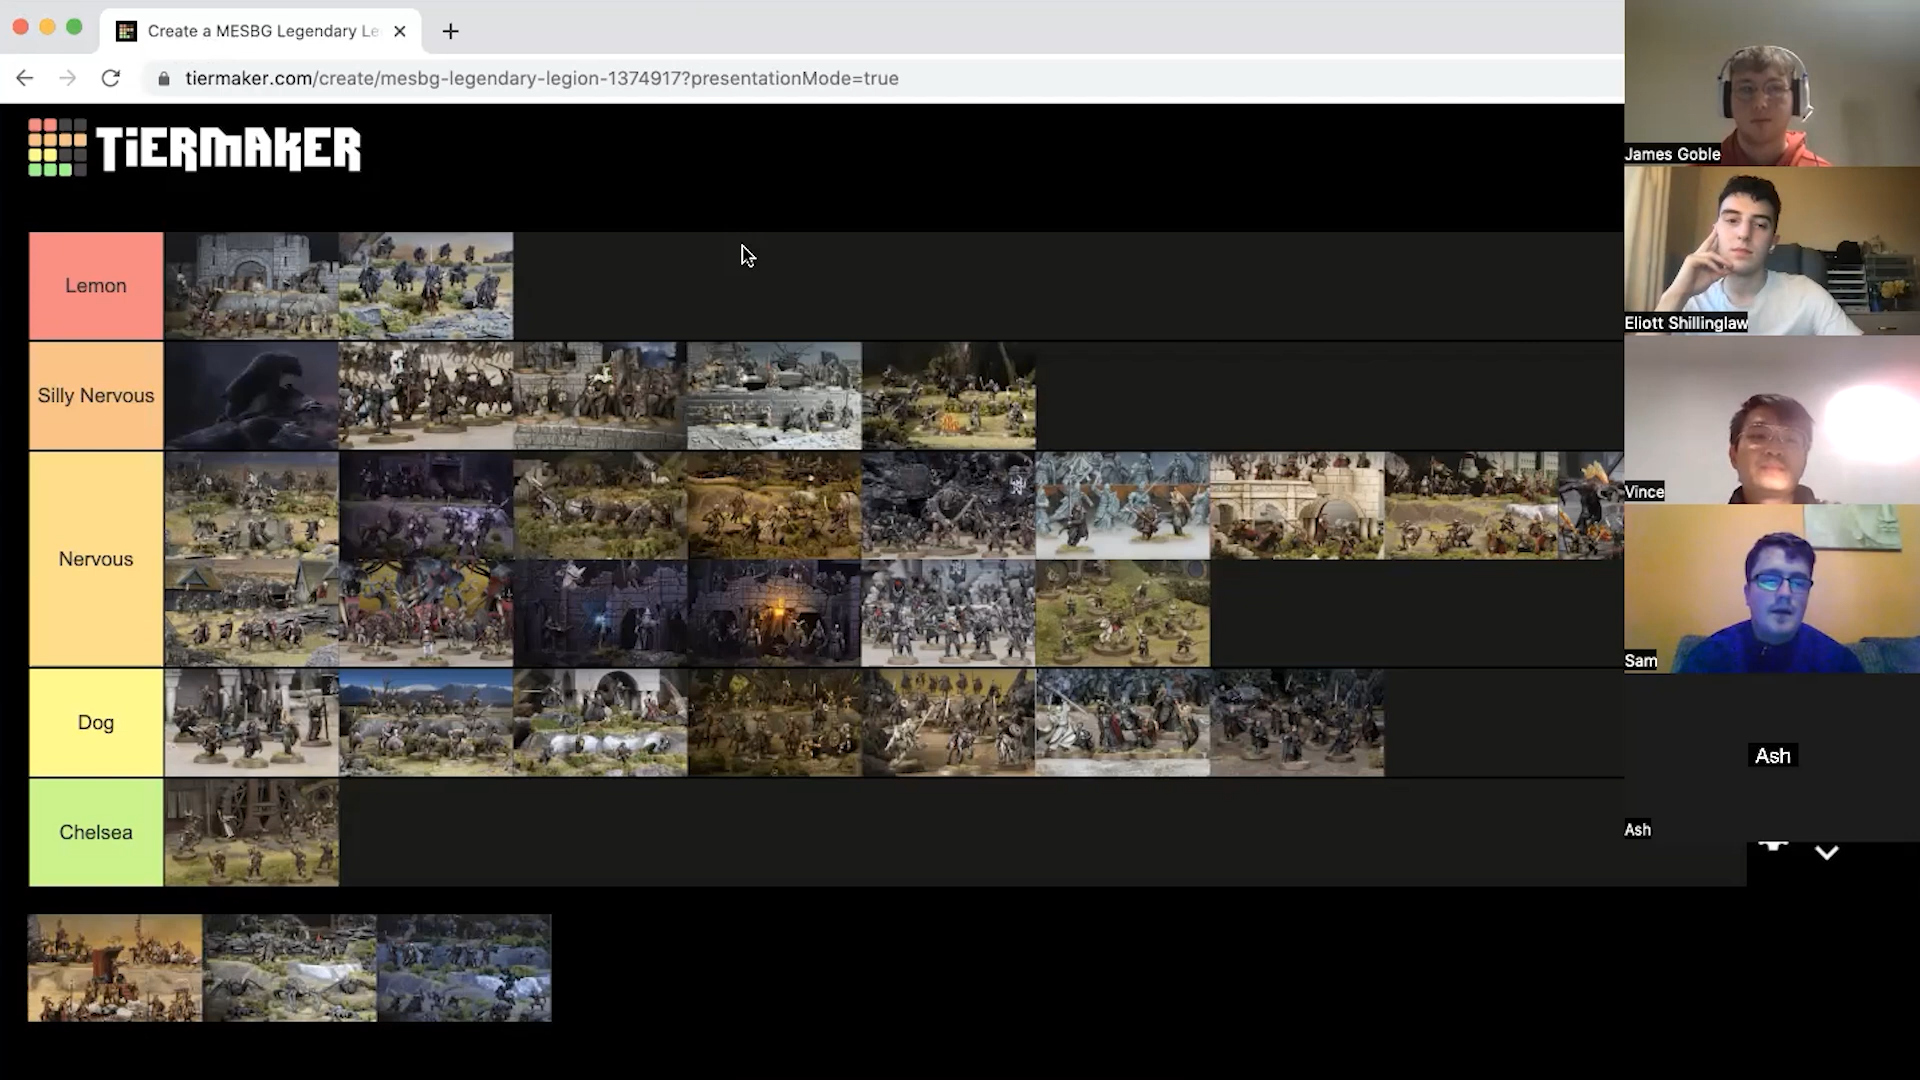 Create a MESBG Legendary Le
tiermaker.com/create/mesbg-legendary-legion-1374917?presentationMode=true
TiERMAKER
Lemon
Silly Nervous
Nervous
Dog
Chelsea
James Goble
Eliott Shillinglaw
Vince
Sam
Ash
Ash